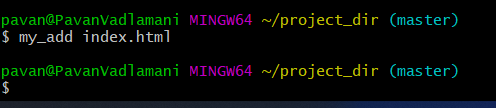 pavan@PavanVadlamani MINGW64 ~/project_dir (master)
$ my_add index.html
pavan@PavanVadlamani MINGW64 ~/project_dir (master)
$